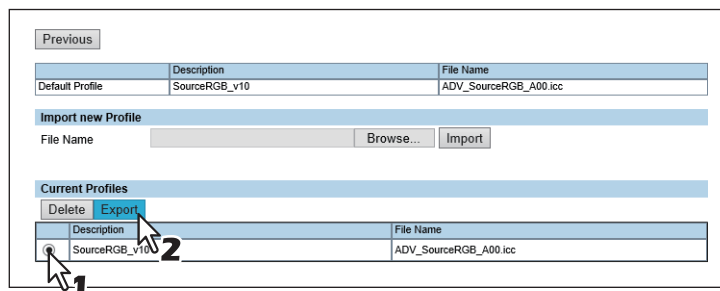 Previous
Description File Name
Default Profile SourceRGB_v10 ADV_SourceRGB_A00.icc
Import new Profile
File Name Browse... Import
Current Profiles
Delete Export
Description File Name
SourceRGB_v10 ADV_SourceRGB_A00.icc
2
1